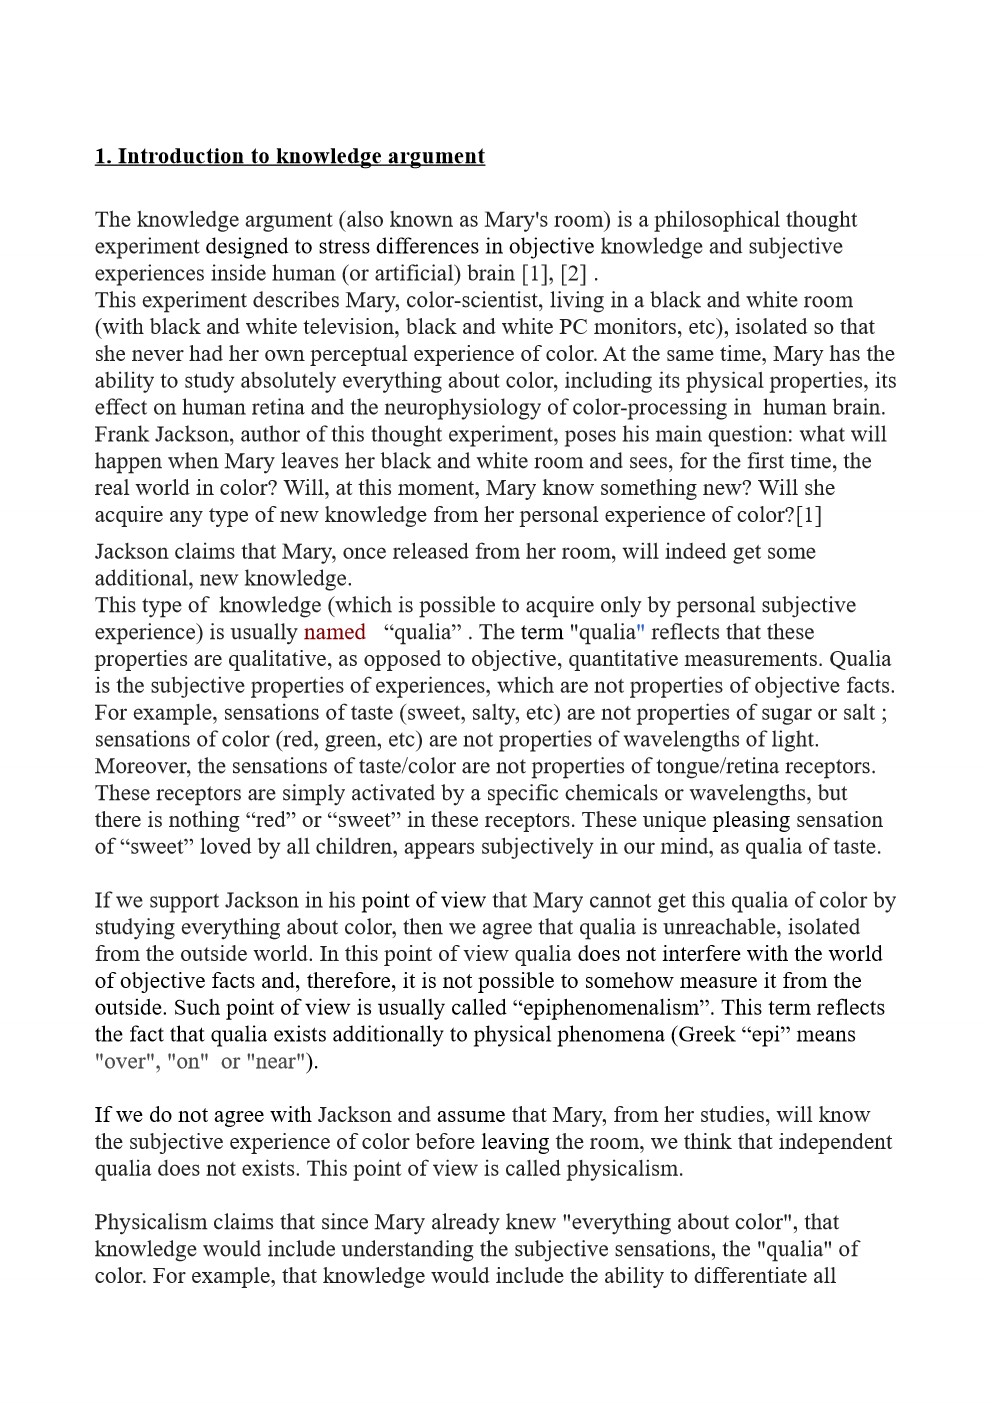 1. Introduction to knowledge argument
The knowledge argument (also known as Mary's room) is a philosophical thought
experiment designed to stress differences in objective knowledge and subjective
experiences inside human (or artificial) brain [1], [2] .
This experiment describes Mary, color-scientist, living in a black and white room
(with black and white television, black and white PC monitors, etc), isolated so that
she never had her own perceptual experience of color. At the same time, Mary has the
ability to study absolutely everything about color, including its physical properties, its
effect on human retina and the neurophysiology of color-processing in  human brain.
Frank Jackson, author of this thought experiment, poses his main question: what will
happen when Mary leaves her black and white room and sees, for the first time, the
real world in color? Will, at this moment, Mary know something new? Will she
acquire any type of new knowledge from her personal experience of color?[1]
Jackson claims that Mary, once released from her room, will indeed get some
additional, new knowledge.
This type of  knowledge (which is possible to acquire only by personal subjective
experience) is usually named   “qualia” . The term "qualia" reflects that these
properties are qualitative, as opposed to objective, quantitative measurements. Qualia
is the subjective properties of experiences, which are not properties of objective facts.
For example, sensations of taste (sweet, salty, etc) are not properties of sugar or salt ;
sensations of color (red, green, etc) are not properties of wavelengths of light.
Moreover, the sensations of taste/color are not properties of tongue/retina receptors.
These receptors are simply activated by a specific chemicals or wavelengths, but
there is nothing “red” or “sweet” in these receptors. These unique pleasing sensation
of “sweet” loved by all children, appears subjectively in our mind, as qualia of taste.
If we support Jackson in his point of view that Mary cannot get this qualia of color by
studying everything about color, then we agree that qualia is unreachable, isolated
from the outside world. In this point of view qualia does not interfere with the world
of objective facts and, therefore, it is not possible to somehow measure it from the
outside. Such point of view is usually called “epiphenomenalism”. This term reflects
the fact that qualia exists additionally to physical phenomena (Greek “epi” means
"over", "on"  or "near").
If we do not agree with Jackson and assume that Mary, from her studies, will know
the subjective experience of color before leaving the room, we think that independent
qualia does not exists. This point of view is called physicalism.
Physicalism claims that since Mary already knew "everything about color", that
knowledge would include understanding the subjective sensations, the "qualia" of
color. For example, that knowledge would include the ability to differentiate all